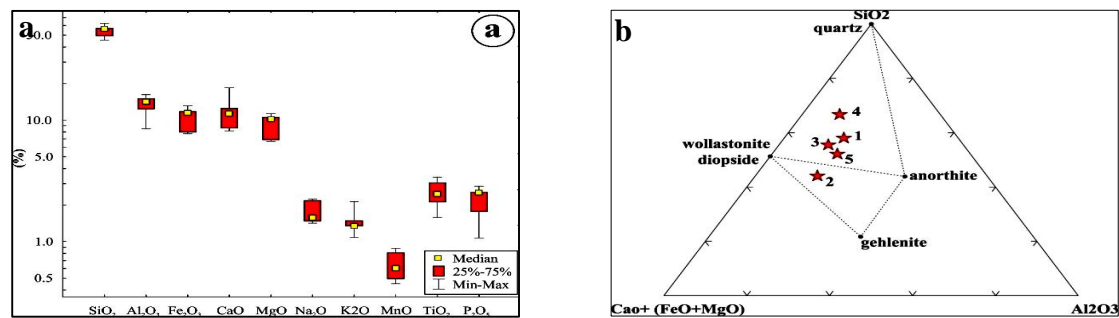 a
a
50.0
10.0
5.0
1.0
0.5
(%)
Median
25%-75%
Min-Max
SiO₂ Al₂O₃ Fe₂O₃ CaO MgO Na₂O K2O MnO TiO₂ P₂O₅
b
SiO2
quartz
4
1
3
5
2
wollastonite
diopside
anorthite
gehlenite
Cao+ (FeO+MgO)
Al2O3